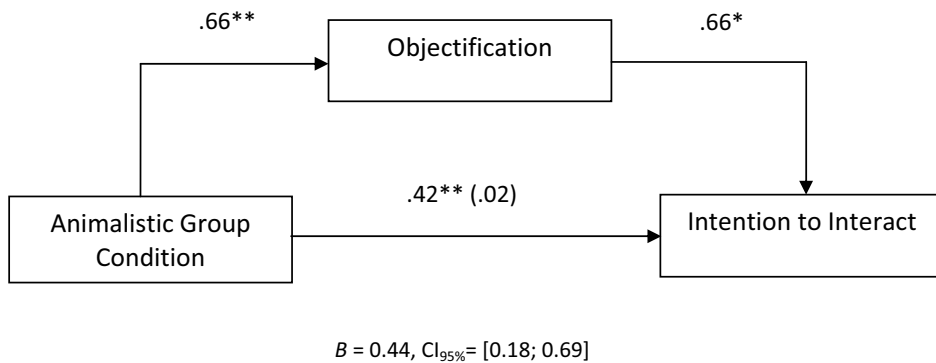 .66**
Objectification
.66*
.42** (.02)
Animalistic Group
Condition
Intention to Interact
B = 0.44, CI95%= [0.18; 0.69]